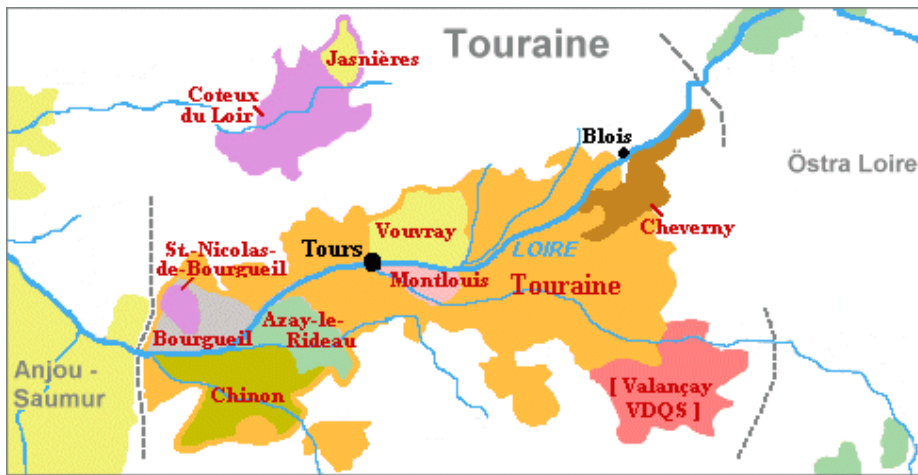 Touraine
Jasnières
Coteux
du Loir
Blois
Östra Loire
Cheverny
Vouvray
Tours
LOIRE
St.-Nicolas-
de-Bourgueil
Montlouis
Touraine
Azay-le-
Rideau
Bourgueil
Anjou -
Saumur
Chinon
[ Valançay
VDQS ]